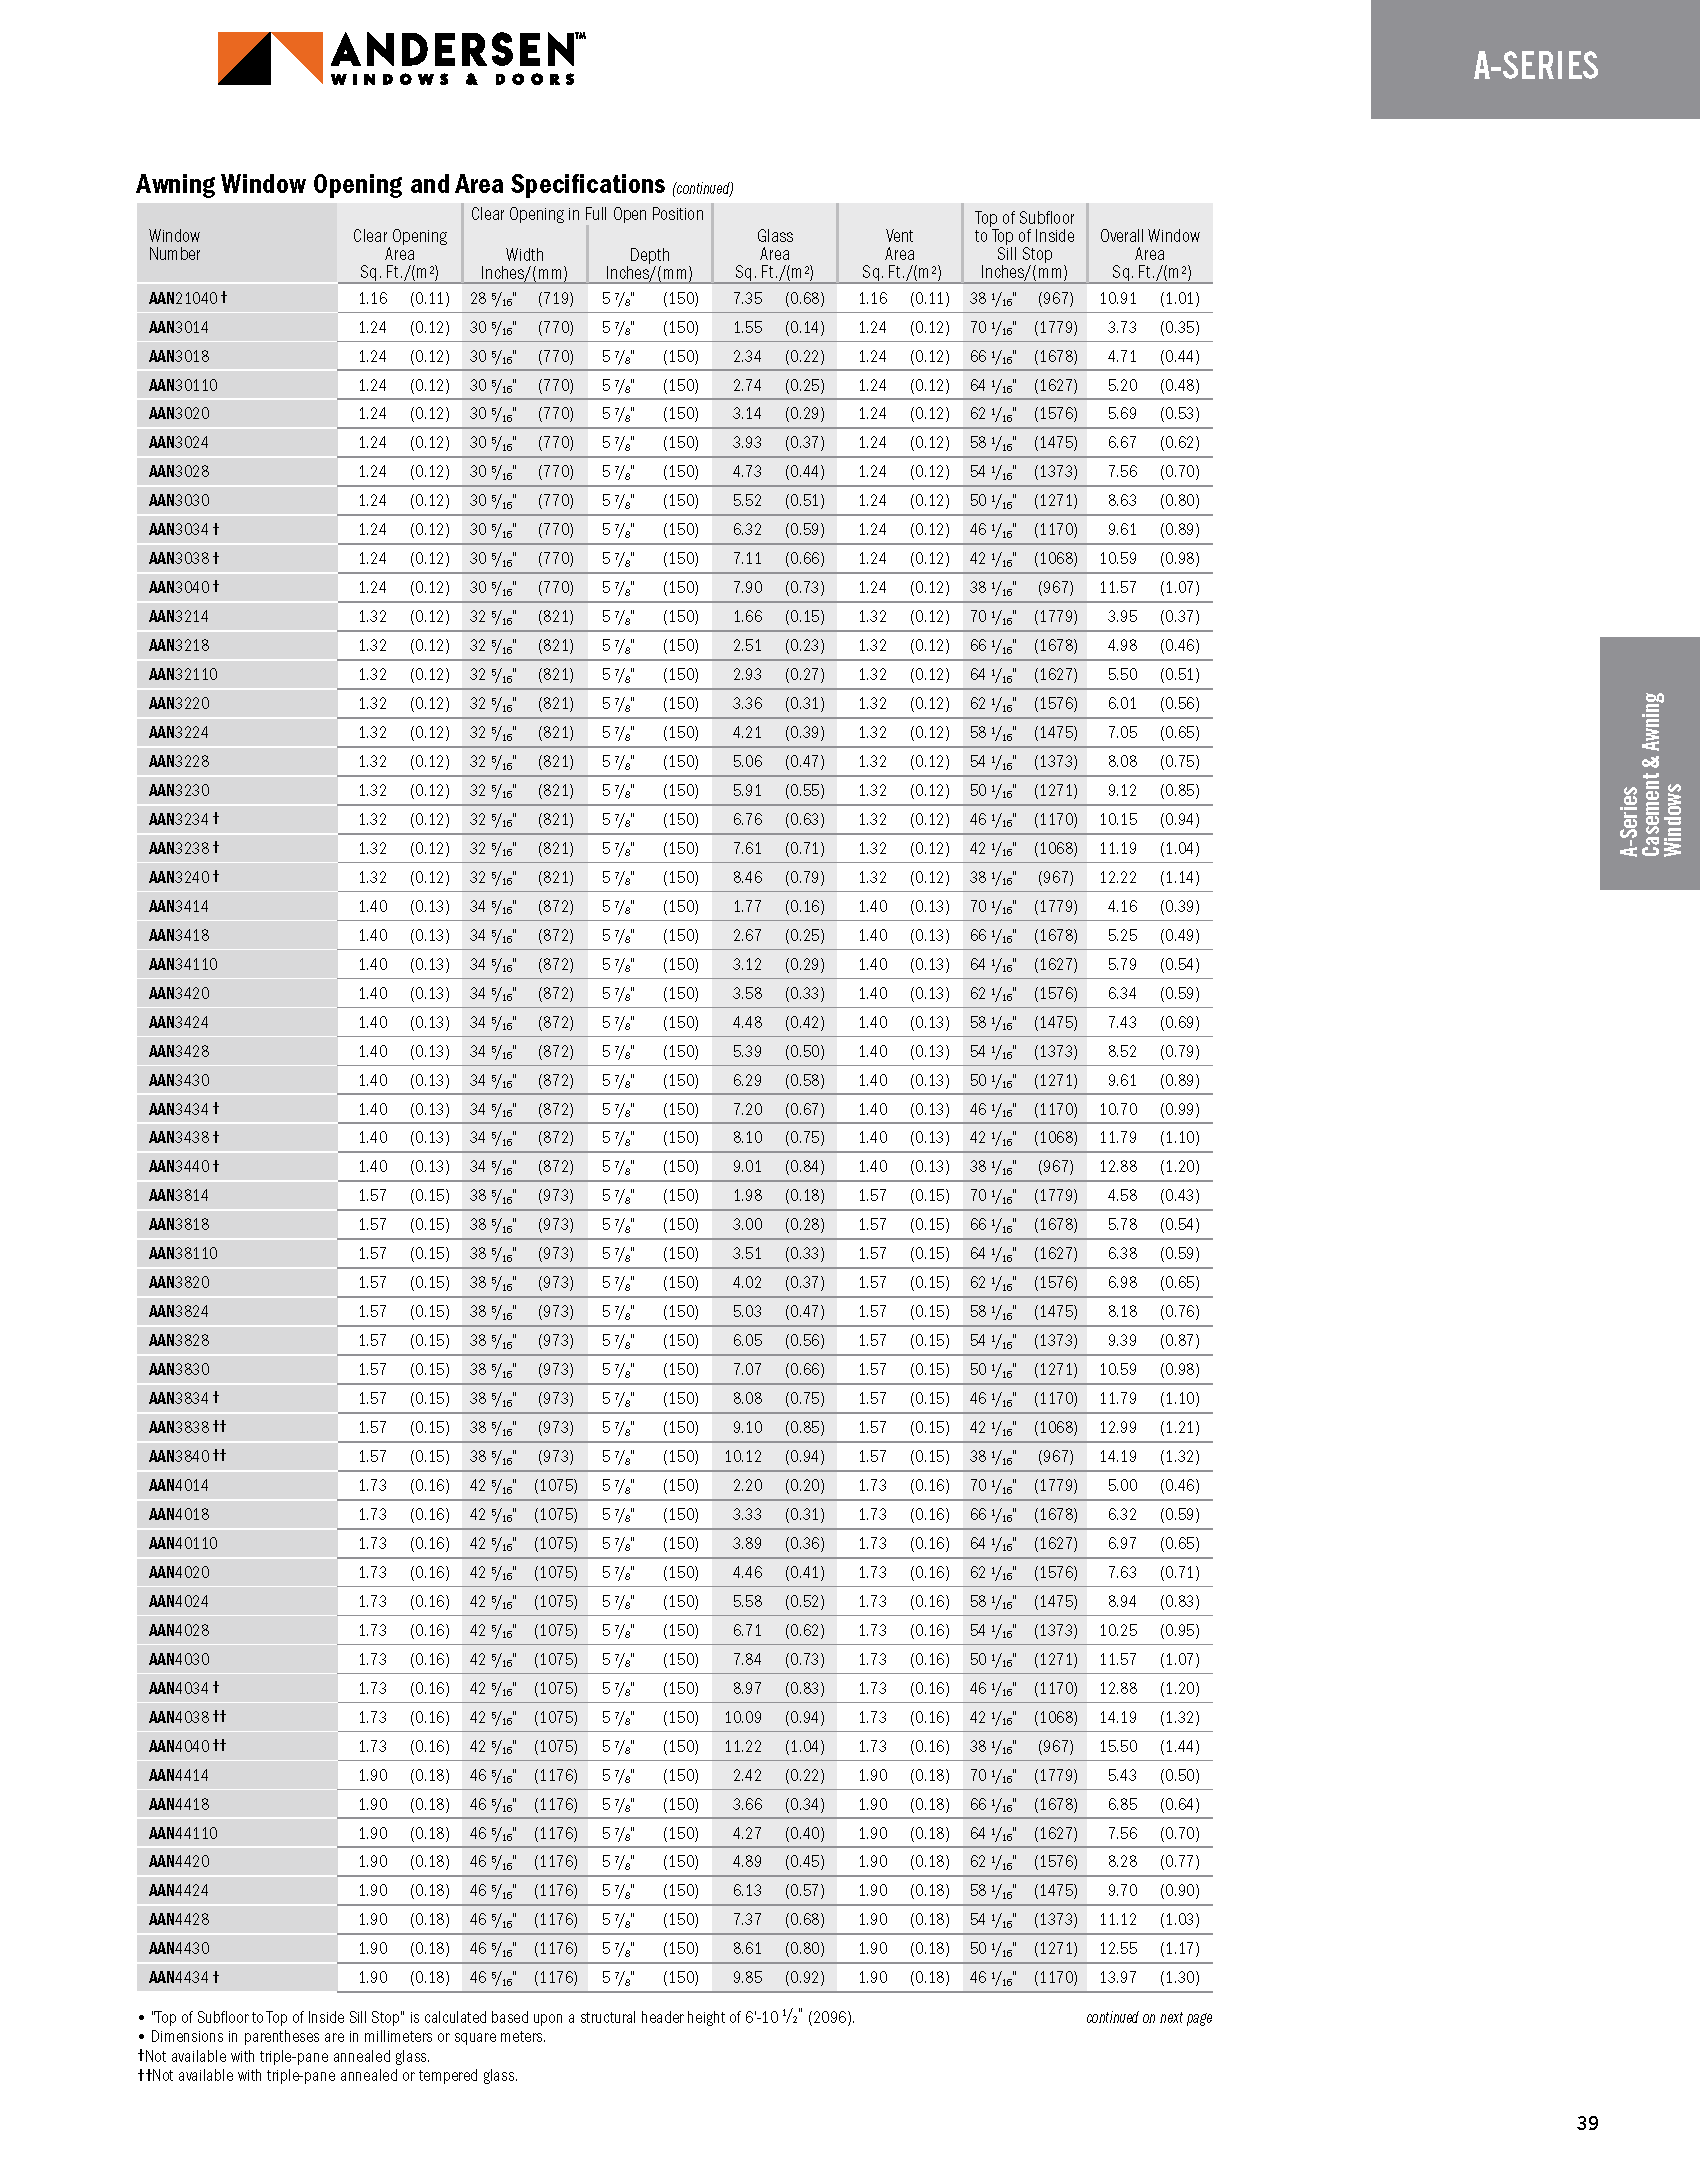 ANDERSEN™
WINDOWS & DOORS
A-SERIES
Awning Window Opening and Area Specifications (continued)
Window Number | Clear Opening Area Sq. Ft./(m²) | Clear Opening in Full Open Position Width Inches/(mm) | Depth Inches/(mm) | Glass Area Sq. Ft./(m²) | Vent Area Sq. Ft./(m²) | Top of Subfloor to Top of Inside Sill Stop Inches/(mm) | Overall Window Area Sq. Ft./(m²)
AAN21040 † 1.16 (0.11) 28 5/16" (719) 5 7/8" (150) 7.35 (0.68) 1.16 (0.11) 38 1/16" (967) 10.91 (1.01)
AAN3014 1.24 (0.12) 30 5/16" (770) 5 7/8" (150) 1.55 (0.14) 1.24 (0.12) 70 1/16" (1779) 3.73 (0.35)
AAN3018 1.24 (0.12) 30 5/16" (770) 5 7/8" (150) 2.34 (0.22) 1.24 (0.12) 66 1/16" (1678) 4.71 (0.44)
AAN30110 1.24 (0.12) 30 5/16" (770) 5 7/8" (150) 2.74 (0.25) 1.24 (0.12) 64 1/16" (1627) 5.20 (0.48)
AAN3020 1.24 (0.12) 30 5/16" (770) 5 7/8" (150) 3.14 (0.29) 1.24 (0.12) 62 1/16" (1576) 5.69 (0.53)
AAN3024 1.24 (0.12) 30 5/16" (770) 5 7/8" (150) 3.93 (0.37) 1.24 (0.12) 58 1/16" (1475) 6.67 (0.62)
AAN3028 1.24 (0.12) 30 5/16" (770) 5 7/8" (150) 4.73 (0.44) 1.24 (0.12) 54 1/16" (1373) 7.56 (0.70)
AAN3030 1.24 (0.12) 30 5/16" (770) 5 7/8" (150) 5.52 (0.51) 1.24 (0.12) 50 1/16" (1271) 8.63 (0.80)
AAN3034 † 1.24 (0.12) 30 5/16" (770) 5 7/8" (150) 6.32 (0.59) 1.24 (0.12) 46 1/16" (1170) 9.61 (0.89)
AAN3038 † 1.24 (0.12) 30 5/16" (770) 5 7/8" (150) 7.11 (0.66) 1.24 (0.12) 42 1/16" (1068) 10.59 (0.98)
AAN3040 † 1.24 (0.12) 30 5/16" (770) 5 7/8" (150) 7.90 (0.73) 1.24 (0.12) 38 1/16" (967) 11.57 (1.07)
AAN3214 1.32 (0.12) 32 5/16" (821) 5 7/8" (150) 1.66 (0.15) 1.32 (0.12) 70 1/16" (1779) 3.95 (0.37)
AAN3218 1.32 (0.12) 32 5/16" (821) 5 7/8" (150) 2.51 (0.23) 1.32 (0.12) 66 1/16" (1678) 4.98 (0.46)
AAN32110 1.32 (0.12) 32 5/16" (821) 5 7/8" (150) 2.93 (0.27) 1.32 (0.12) 64 1/16" (1627) 5.50 (0.51)
AAN3220 1.32 (0.12) 32 5/16" (821) 5 7/8" (150) 3.36 (0.31) 1.32 (0.12) 62 1/16" (1576) 6.01 (0.56)
AAN3224 1.32 (0.12) 32 5/16" (821) 5 7/8" (150) 4.21 (0.39) 1.32 (0.12) 58 1/16" (1475) 7.05 (0.65)
AAN3228 1.32 (0.12) 32 5/16" (821) 5 7/8" (150) 5.06 (0.47) 1.32 (0.12) 54 1/16" (1373) 8.08 (0.75)
AAN3230 1.32 (0.12) 32 5/16" (821) 5 7/8" (150) 5.91 (0.55) 1.32 (0.12) 50 1/16" (1271) 9.12 (0.85)
AAN3234 † 1.32 (0.12) 32 5/16" (821) 5 7/8" (150) 6.76 (0.63) 1.32 (0.12) 46 1/16" (1170) 10.15 (0.94)
AAN3238 † 1.32 (0.12) 32 5/16" (821) 5 7/8" (150) 7.61 (0.71) 1.32 (0.12) 42 1/16" (1068) 11.19 (1.04)
AAN3240 † 1.32 (0.12) 32 5/16" (821) 5 7/8" (150) 8.46 (0.79) 1.32 (0.12) 38 1/16" (967) 12.22 (1.14)
AAN3414 1.40 (0.13) 34 5/16" (872) 5 7/8" (150) 1.77 (0.16) 1.40 (0.13) 70 1/16" (1779) 4.16 (0.39)
AAN3418 1.40 (0.13) 34 5/16" (872) 5 7/8" (150) 2.67 (0.25) 1.40 (0.13) 66 1/16" (1678) 5.25 (0.49)
AAN34110 1.40 (0.13) 34 5/16" (872) 5 7/8" (150) 3.12 (0.29) 1.40 (0.13) 64 1/16" (1627) 5.79 (0.54)
AAN3420 1.40 (0.13) 34 5/16" (872) 5 7/8" (150) 3.58 (0.33) 1.40 (0.13) 62 1/16" (1576) 6.34 (0.59)
AAN3424 1.40 (0.13) 34 5/16" (872) 5 7/8" (150) 4.48 (0.42) 1.40 (0.13) 58 1/16" (1475) 7.43 (0.69)
AAN3428 1.40 (0.13) 34 5/16" (872) 5 7/8" (150) 5.39 (0.50) 1.40 (0.13) 54 1/16" (1373) 8.52 (0.79)
AAN3430 1.40 (0.13) 34 5/16" (872) 5 7/8" (150) 6.29 (0.58) 1.40 (0.13) 50 1/16" (1271) 9.61 (0.89)
AAN3434 † 1.40 (0.13) 34 5/16" (872) 5 7/8" (150) 7.20 (0.67) 1.40 (0.13) 46 1/16" (1170) 10.70 (0.99)
AAN3438 † 1.40 (0.13) 34 5/16" (872) 5 7/8" (150) 8.10 (0.75) 1.40 (0.13) 42 1/16" (1068) 11.79 (1.10)
AAN3440 † 1.40 (0.13) 34 5/16" (872) 5 7/8" (150) 9.01 (0.84) 1.40 (0.13) 38 1/16" (967) 12.88 (1.20)
AAN3814 1.57 (0.15) 38 5/16" (973) 5 7/8" (150) 1.98 (0.18) 1.57 (0.15) 70 1/16" (1779) 4.58 (0.43)
AAN3818 1.57 (0.15) 38 5/16" (973) 5 7/8" (150) 3.00 (0.28) 1.57 (0.15) 66 1/16" (1678) 5.78 (0.54)
AAN38110 1.57 (0.15) 38 5/16" (973) 5 7/8" (150) 3.51 (0.33) 1.57 (0.15) 64 1/16" (1627) 6.38 (0.59)
AAN3820 1.57 (0.15) 38 5/16" (973) 5 7/8" (150) 4.02 (0.37) 1.57 (0.15) 62 1/16" (1576) 6.98 (0.65)
AAN3824 1.57 (0.15) 38 5/16" (973) 5 7/8" (150) 5.03 (0.47) 1.57 (0.15) 58 1/16" (1475) 8.18 (0.76)
AAN3828 1.57 (0.15) 38 5/16" (973) 5 7/8" (150) 6.05 (0.56) 1.57 (0.15) 54 1/16" (1373) 9.39 (0.87)
AAN3830 1.57 (0.15) 38 5/16" (973) 5 7/8" (150) 7.07 (0.66) 1.57 (0.15) 50 1/16" (1271) 10.59 (0.98)
AAN3834 † 1.57 (0.15) 38 5/16" (973) 5 7/8" (150) 8.08 (0.75) 1.57 (0.15) 46 1/16" (1170) 11.79 (1.10)
AAN3838 †† 1.57 (0.15) 38 5/16" (973) 5 7/8" (150) 9.10 (0.85) 1.57 (0.15) 42 1/16" (1068) 12.99 (1.21)
AAN3840 †† 1.57 (0.15) 38 5/16" (973) 5 7/8" (150) 10.12 (0.94) 1.57 (0.15) 38 1/16" (967) 14.19 (1.32)
AAN4014 1.73 (0.16) 42 5/16" (1075) 5 7/8" (150) 2.20 (0.20) 1.73 (0.16) 70 1/16" (1779) 5.00 (0.46)
AAN4018 1.73 (0.16) 42 5/16" (1075) 5 7/8" (150) 3.33 (0.31) 1.73 (0.16) 66 1/16" (1678) 6.32 (0.59)
AAN40110 1.73 (0.16) 42 5/16" (1075) 5 7/8" (150) 3.89 (0.36) 1.73 (0.16) 64 1/16" (1627) 6.97 (0.65)
AAN4020 1.73 (0.16) 42 5/16" (1075) 5 7/8" (150) 4.46 (0.41) 1.73 (0.16) 62 1/16" (1576) 7.63 (0.71)
AAN4024 1.73 (0.16) 42 5/16" (1075) 5 7/8" (150) 5.58 (0.52) 1.73 (0.16) 58 1/16" (1475) 8.94 (0.83)
AAN4028 1.73 (0.16) 42 5/16" (1075) 5 7/8" (150) 6.71 (0.62) 1.73 (0.16) 54 1/16" (1373) 10.25 (0.95)
AAN4030 1.73 (0.16) 42 5/16" (1075) 5 7/8" (150) 7.84 (0.73) 1.73 (0.16) 50 1/16" (1271) 11.57 (1.07)
AAN4034 † 1.73 (0.16) 42 5/16" (1075) 5 7/8" (150) 8.97 (0.83) 1.73 (0.16) 46 1/16" (1170) 12.88 (1.20)
AAN4038 †† 1.73 (0.16) 42 5/16" (1075) 5 7/8" (150) 10.09 (0.94) 1.73 (0.16) 42 1/16" (1068) 14.19 (1.32)
AAN4040 †† 1.73 (0.16) 42 5/16" (1075) 5 7/8" (150) 11.22 (1.04) 1.73 (0.16) 38 1/16" (967) 15.50 (1.44)
AAN4414 1.90 (0.18) 46 5/16" (1176) 5 7/8" (150) 2.42 (0.22) 1.90 (0.18) 70 1/16" (1779) 5.43 (0.50)
AAN4418 1.90 (0.18) 46 5/16" (1176) 5 7/8" (150) 3.66 (0.34) 1.90 (0.18) 66 1/16" (1678) 6.85 (0.64)
AAN44110 1.90 (0.18) 46 5/16" (1176) 5 7/8" (150) 4.27 (0.40) 1.90 (0.18) 64 1/16" (1627) 7.56 (0.70)
AAN4420 1.90 (0.18) 46 5/16" (1176) 5 7/8" (150) 4.89 (0.45) 1.90 (0.18) 62 1/16" (1576) 8.28 (0.77)
AAN4424 1.90 (0.18) 46 5/16" (1176) 5 7/8" (150) 6.13 (0.57) 1.90 (0.18) 58 1/16" (1475) 9.70 (0.90)
AAN4428 1.90 (0.18) 46 5/16" (1176) 5 7/8" (150) 7.37 (0.68) 1.90 (0.18) 54 1/16" (1373) 11.12 (1.03)
AAN4430 1.90 (0.18) 46 5/16" (1176) 5 7/8" (150) 8.61 (0.80) 1.90 (0.18) 50 1/16" (1271) 12.55 (1.17)
AAN4434 † 1.90 (0.18) 46 5/16" (1176) 5 7/8" (150) 9.85 (0.92) 1.90 (0.18) 46 1/16" (1170) 13.97 (1.30)
• "Top of Subfloor to Top of Inside Sill Stop" is calculated based upon a structural header height of 6'-10 1/2" (2096).
continued on next page
• Dimensions in parentheses are in millimeters or square meters.
†Not available with triple-pane annealed glass.
††Not available with triple-pane annealed or tempered glass.
A-Series
Casement & Awning
Windows
39